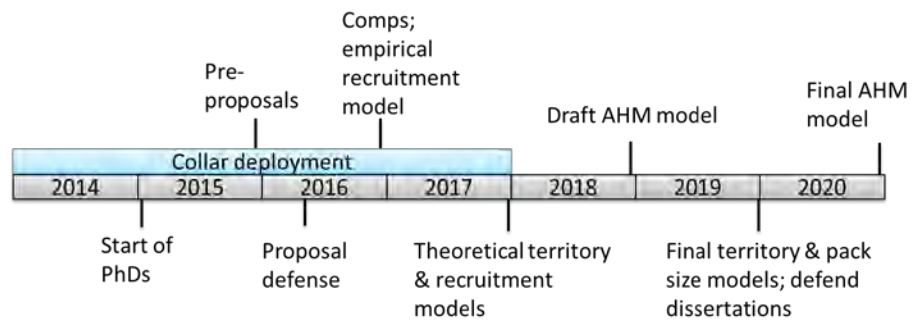 Comps;
empirical
recruitment
model
Pre-
proposals
Final AHM
model
Draft AHM model
Collar deployment
2014 2015 2016 2017 2018 2019 2020
Start of
PhDs
Proposal
defense
Theoretical territory
& recruitment
models
Final territory & pack
size models; defend
dissertations